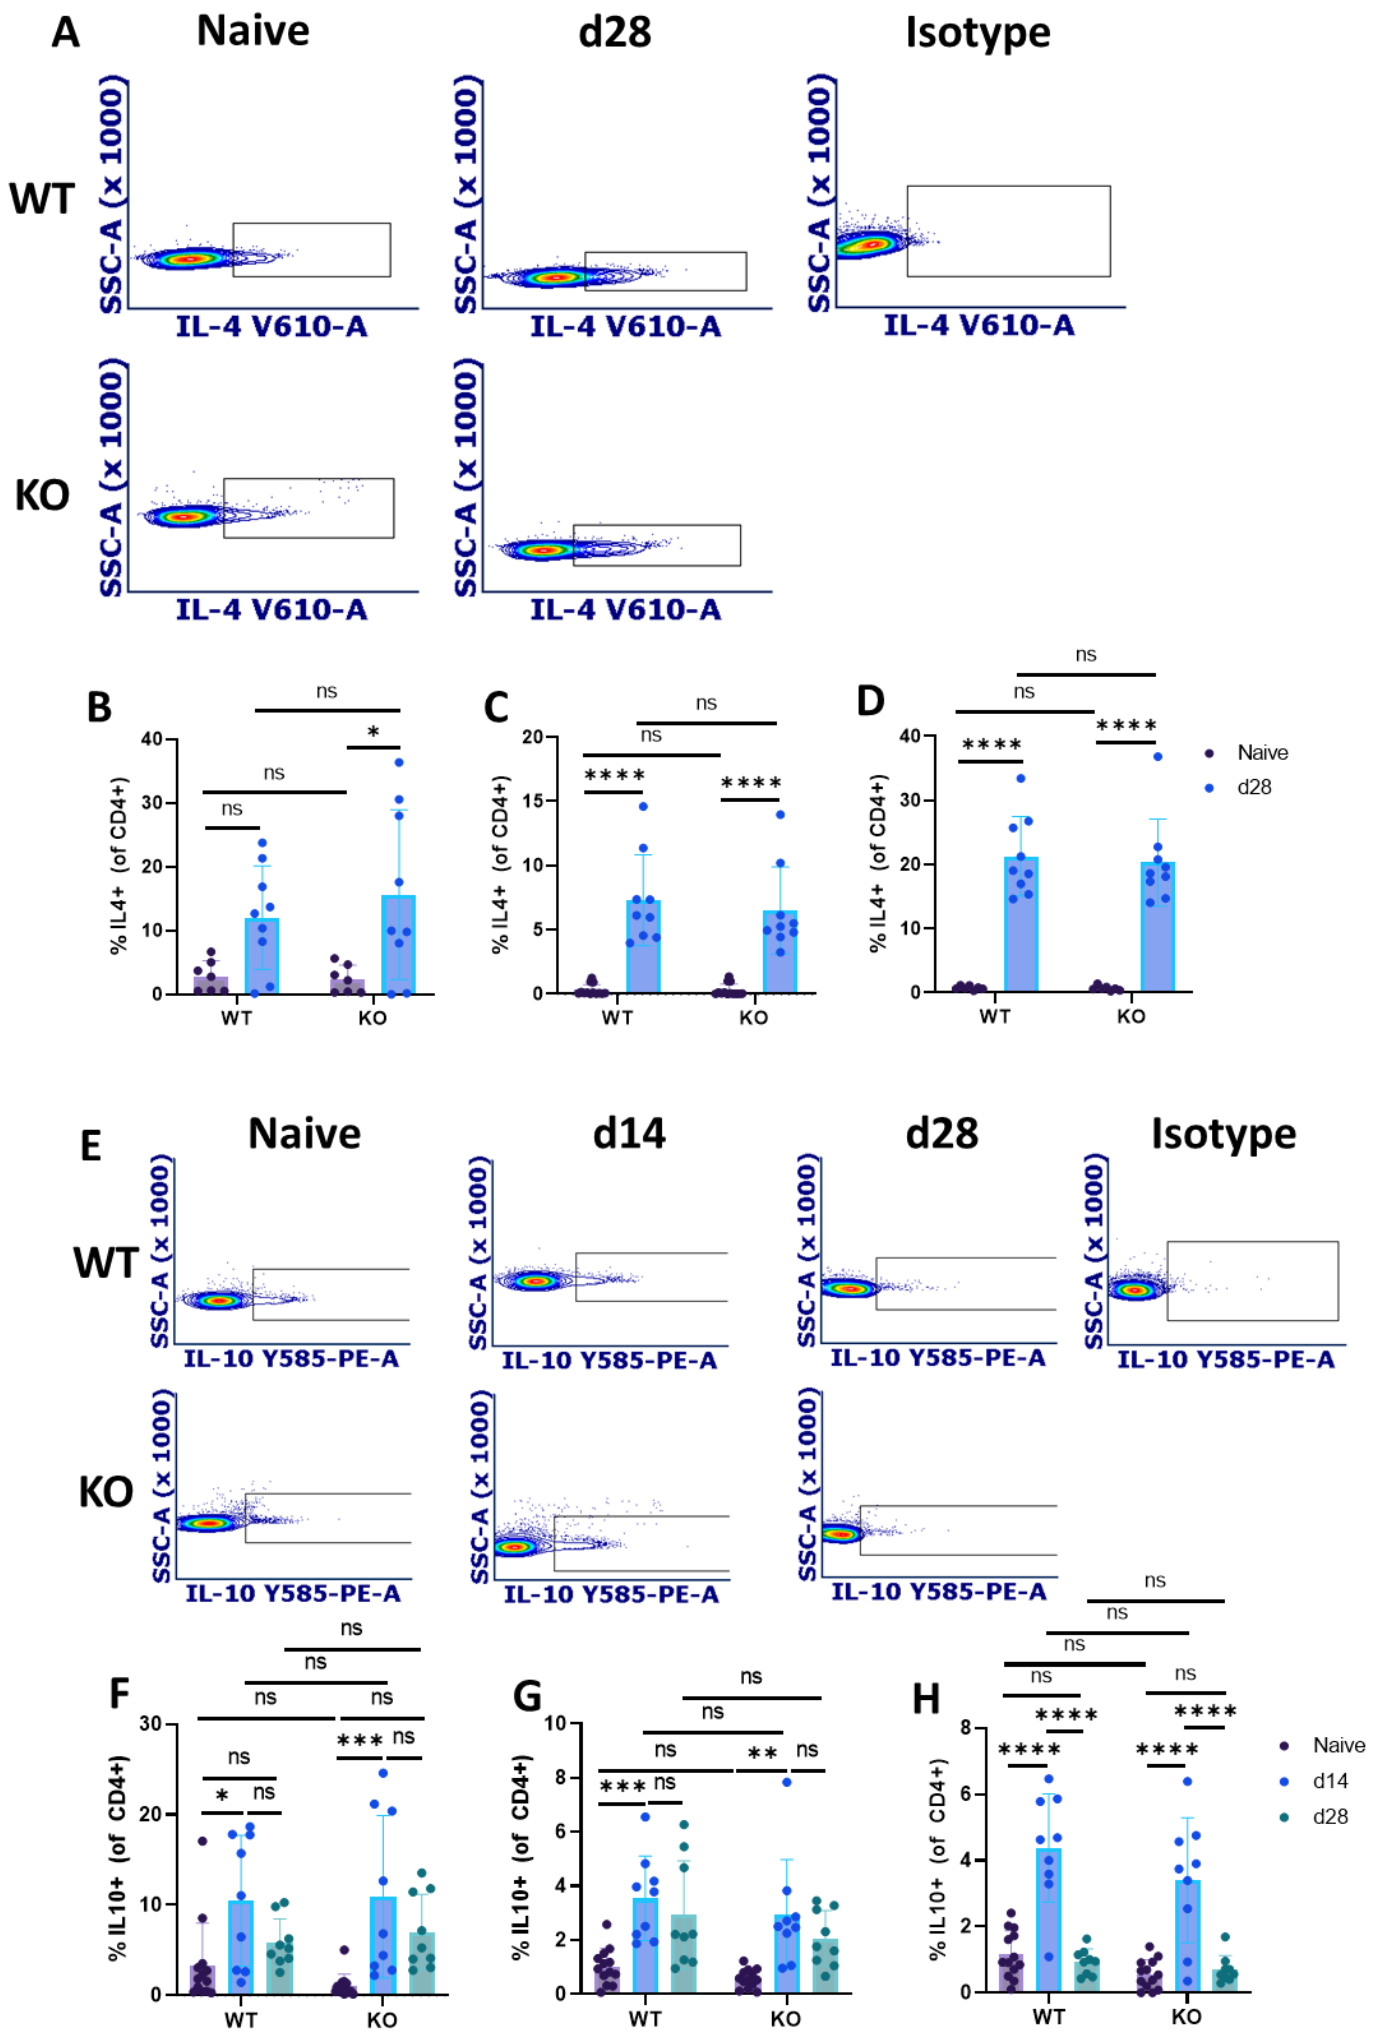 A
Naive
d28
Isotype
WT
SSC-A (x 1000)
IL-4 V610-A
SSC-A (x 1000)
IL-4 V610-A
SSC-A (x 1000)
IL-4 V610-A
KO
SSC-A (x 1000)
IL-4 V610-A
SSC-A (x 1000)
IL-4 V610-A
B
% IL4+ (of CD4+)
40
30
20
10
0
ns
*
ns
ns
WT
KO
C
% IL4+ (of CD4+)
20
15
10
5
0
ns
ns
****
****
WT
KO
D
% IL4+ (of CD4+)
40
30
20
10
0
ns
ns
****
****
WT
KO
Naive
d28
E
Naive
d14
d28
Isotype
WT
SSC-A (x 1000)
IL-10 Y585-PE-A
SSC-A (x 1000)
IL-10 Y585-PE-A
SSC-A (x 1000)
IL-10 Y585-PE-A
SSC-A (x 1000)
IL-10 Y585-PE-A
KO
SSC-A (x 1000)
IL-10 Y585-PE-A
SSC-A (x 1000)
IL-10 Y585-PE-A
SSC-A (x 1000)
IL-10 Y585-PE-A
F
% IL10+ (of CD4+)
30
20
10
0
ns
ns
ns
ns
***
ns
ns
*
ns
WT
KO
G
% IL10+ (of CD4+)
10
8
6
4
2
0
ns
ns
ns
**
ns
***
ns
WT
KO
H
% IL10+ (of CD4+)
8
6
4
2
0
ns
ns
ns
ns
ns
****
****
****
****
WT
KO
Naive
d14
d28